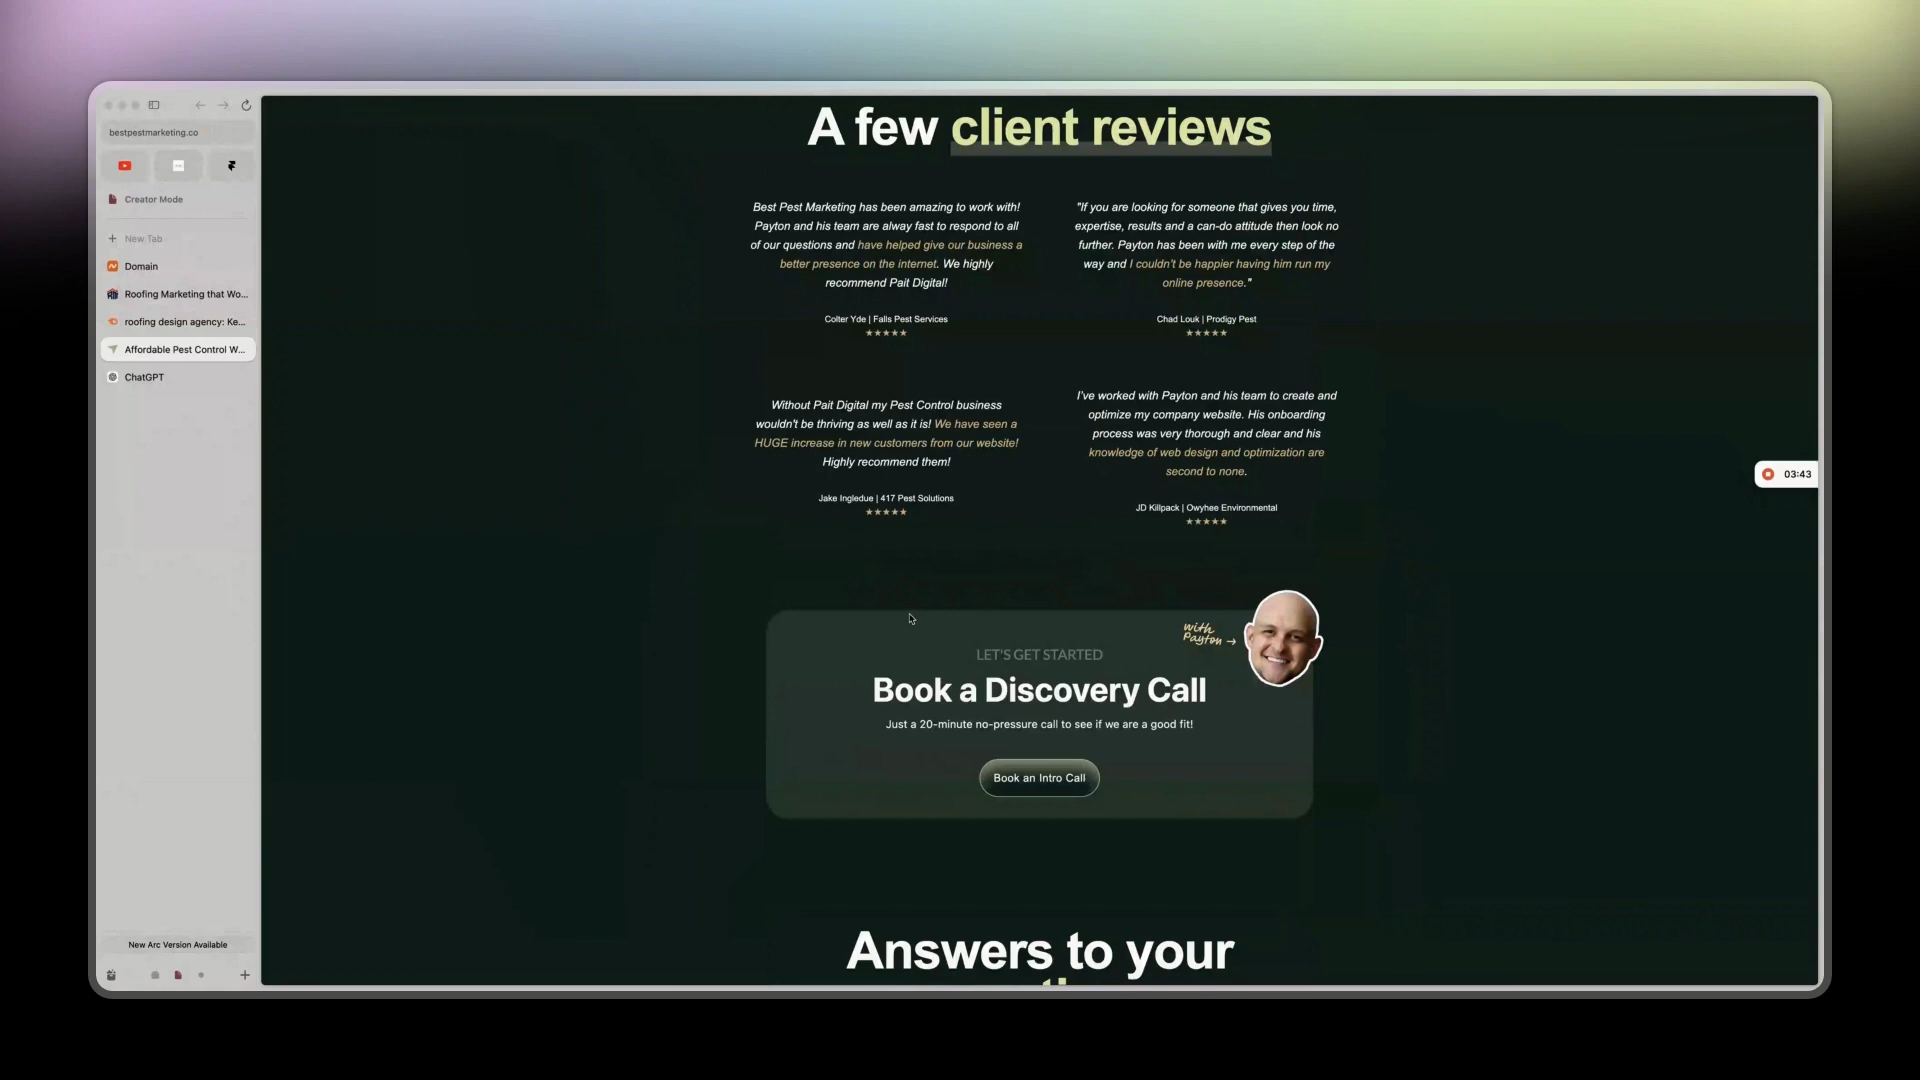 bestpestmarketing.co
Creator Mode
New Tab
Domain
Roofing Marketing that Wo...
roofing design agency: Ke...
Affordable Pest Control W...
ChatGPT
New Arc Version Available
A few client reviews
Best Pest Marketing has been amazing to work with!
Payton and his team are alway fast to respond to all
of our questions and have helped give our business a
better presence on the internet. We highly
recommend Pait Digital!
Colter Yde | Falls Pest Services
★★★★★
"If you are looking for someone that gives you time,
expertise, results and a can-do attitude then look no
further. Payton has been with me every step of the
way and I couldn't be happier having him run my
online presence."
Chad Louk | Prodigy Pest
★★★★★
Without Pait Digital my Pest Control business
wouldn't be thriving as well as it is! We have seen a
HUGE increase in new customers from our website!
Highly recommend them!
Jake Ingledue | 417 Pest Solutions
★★★★★
I've worked with Payton and his team to create and
optimize my company website. His onboarding
process was very thorough and clear and his
knowledge of web design and optimization are
second to none.
JD Killpack | Owyhee Environmental
★★★★★
with
Payton →
LET'S GET STARTED
Book a Discovery Call
Just a 20-minute no-pressure call to see if we are a good fit!
Book an Intro Call
Answers to your
03:43